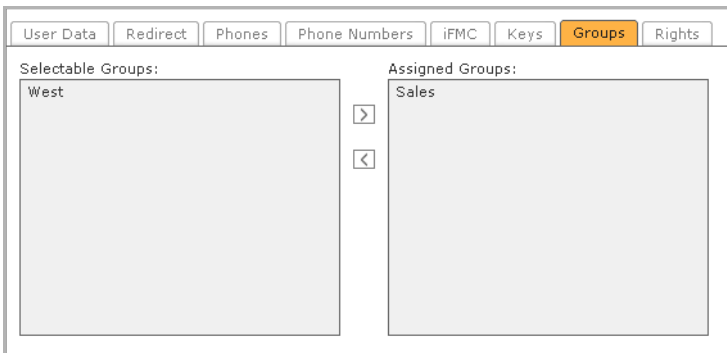 User Data Redirect Phones Phone Numbers iFMC Keys Groups Rights
Selectable Groups: Assigned Groups:
West Sales